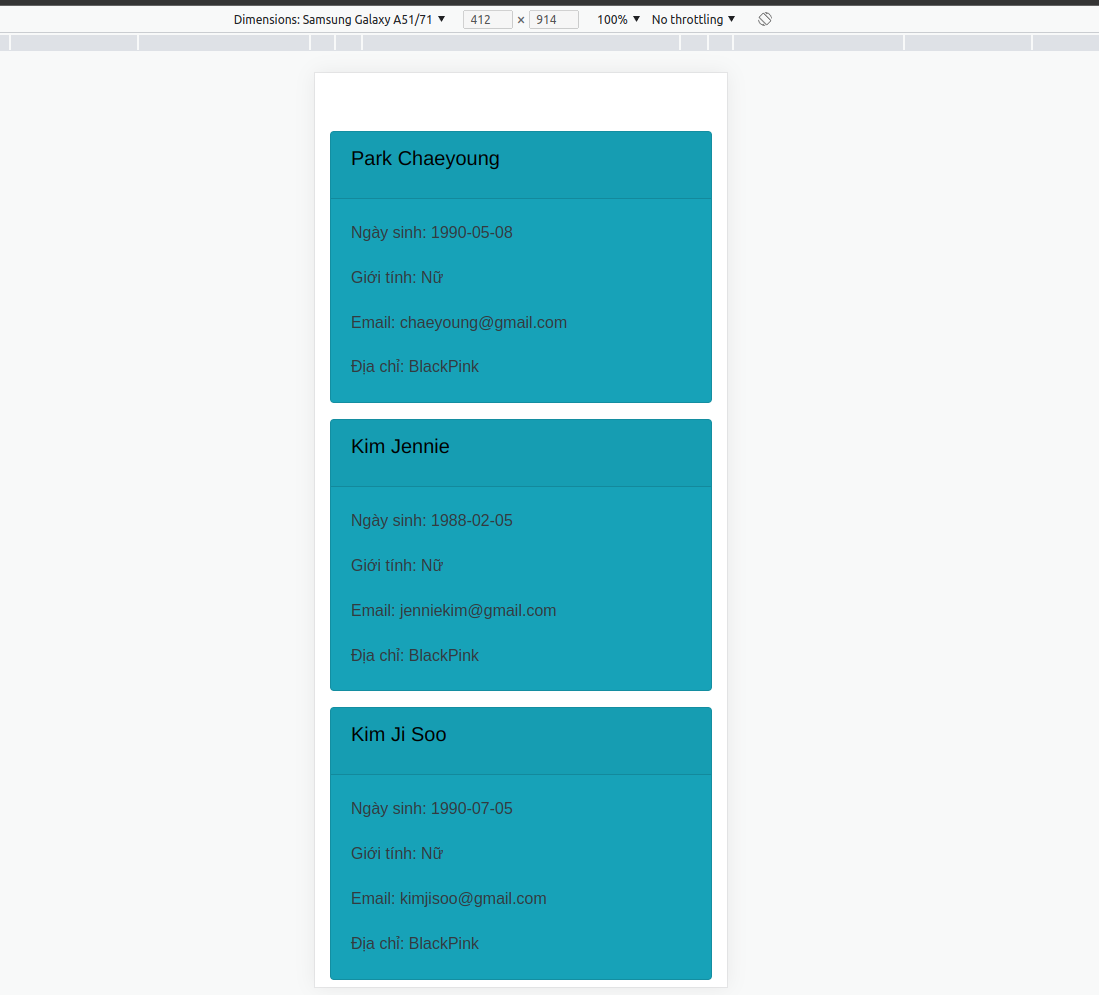 Dimensions: Samsung Galaxy A51/71 ▼ 412 × 914 100% ▼ No throttling ▼
Park Chaeyoung
Ngày sinh: 1990-05-08
Giới tính: Nữ
Email: chaeyoung@gmail.com
Địa chỉ: BlackPink
Kim Jennie
Ngày sinh: 1988-02-05
Giới tính: Nữ
Email: jenniekim@gmail.com
Địa chỉ: BlackPink
Kim Ji Soo
Ngày sinh: 1990-07-05
Giới tính: Nữ
Email: kimjisoo@gmail.com
Địa chỉ: BlackPink